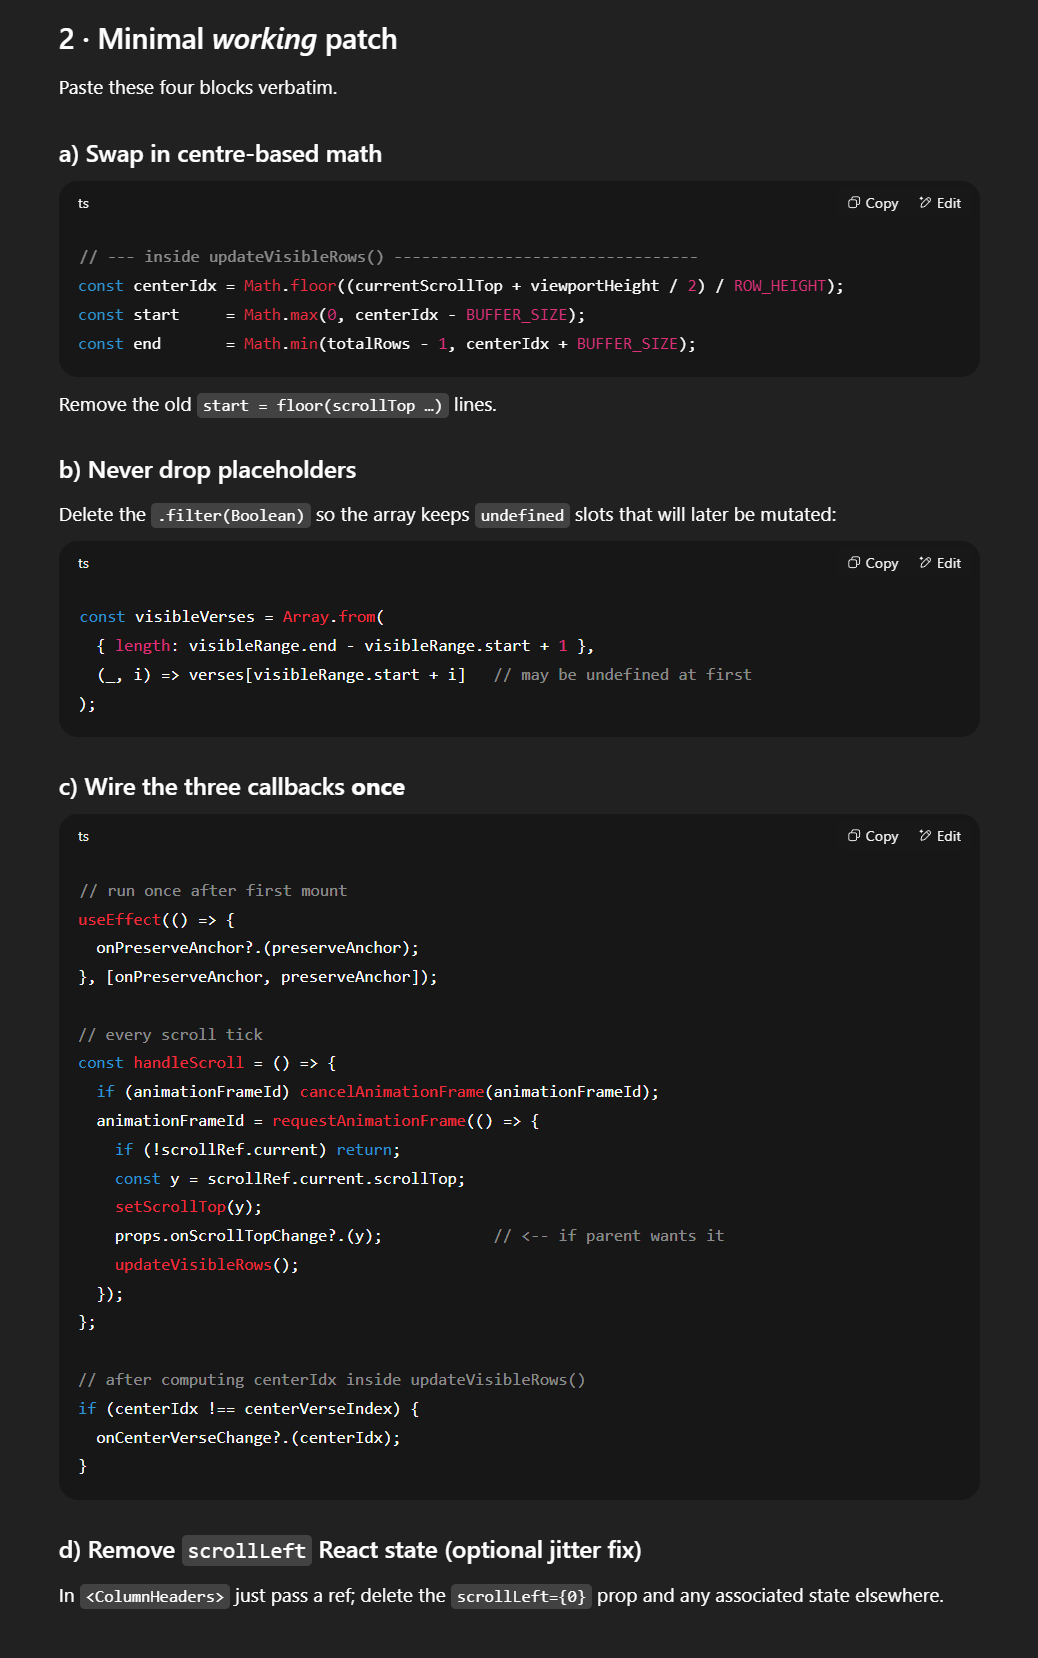 2 · Minimal working patch
Paste these four blocks verbatim.
a) Swap in centre-based math
ts
Copy
Edit
// --- inside updateVisibleRows() ---------------------------------
const centerIdx = Math.floor((currentScrollTop + viewportHeight / 2) / ROW_HEIGHT);
const start     = Math.max(0, centerIdx - BUFFER_SIZE);
const end       = Math.min(totalRows - 1, centerIdx + BUFFER_SIZE);
Remove the old start = floor(scrollTop …) lines.
b) Never drop placeholders
Delete the .filter(Boolean) so the array keeps undefined slots that will later be mutated:
ts
Copy
Edit
const visibleVerses = Array.from(
  { length: visibleRange.end - visibleRange.start + 1 },
  (_, i) => verses[visibleRange.start + i]   // may be undefined at first
);
c) Wire the three callbacks once
ts
Copy
Edit
// run once after first mount
useEffect(() => {
  onPreserveAnchor?.(preserveAnchor);
}, [onPreserveAnchor, preserveAnchor]);
// every scroll tick
const handleScroll = () => {
  if (animationFrameId) cancelAnimationFrame(animationFrameId);
  animationFrameId = requestAnimationFrame(() => {
    if (!scrollRef.current) return;
    const y = scrollRef.current.scrollTop;
    setScrollTop(y);
    props.onScrollTopChange?.(y);            // <-- if parent wants it
    updateVisibleRows();
  });
};
// after computing centerIdx inside updateVisibleRows()
if (centerIdx !== centerVerseIndex) {
  onCenterVerseChange?.(centerIdx);
}
d) Remove scrollLeft React state (optional jitter fix)
In <ColumnHeaders> just pass a ref; delete the scrollLeft={0} prop and any associated state elsewhere.